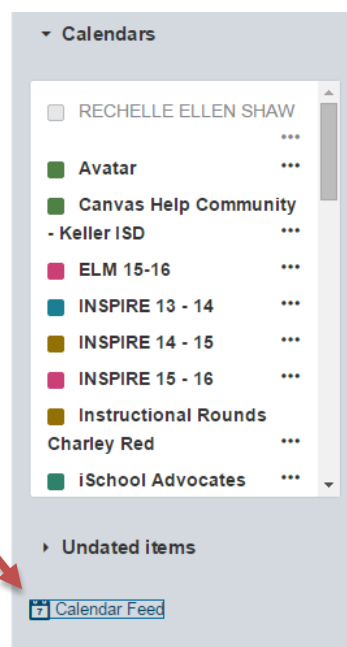 Calendars
RECHELLE ELLEN SHAW
Avatar
Canvas Help Community
- Keller ISD
ELM 15-16
INSPIRE 13 - 14
INSPIRE 14 - 15
INSPIRE 15 - 16
Instructional Rounds
Charley Red
iSchool Advocates
Undated items
7 Calendar Feed